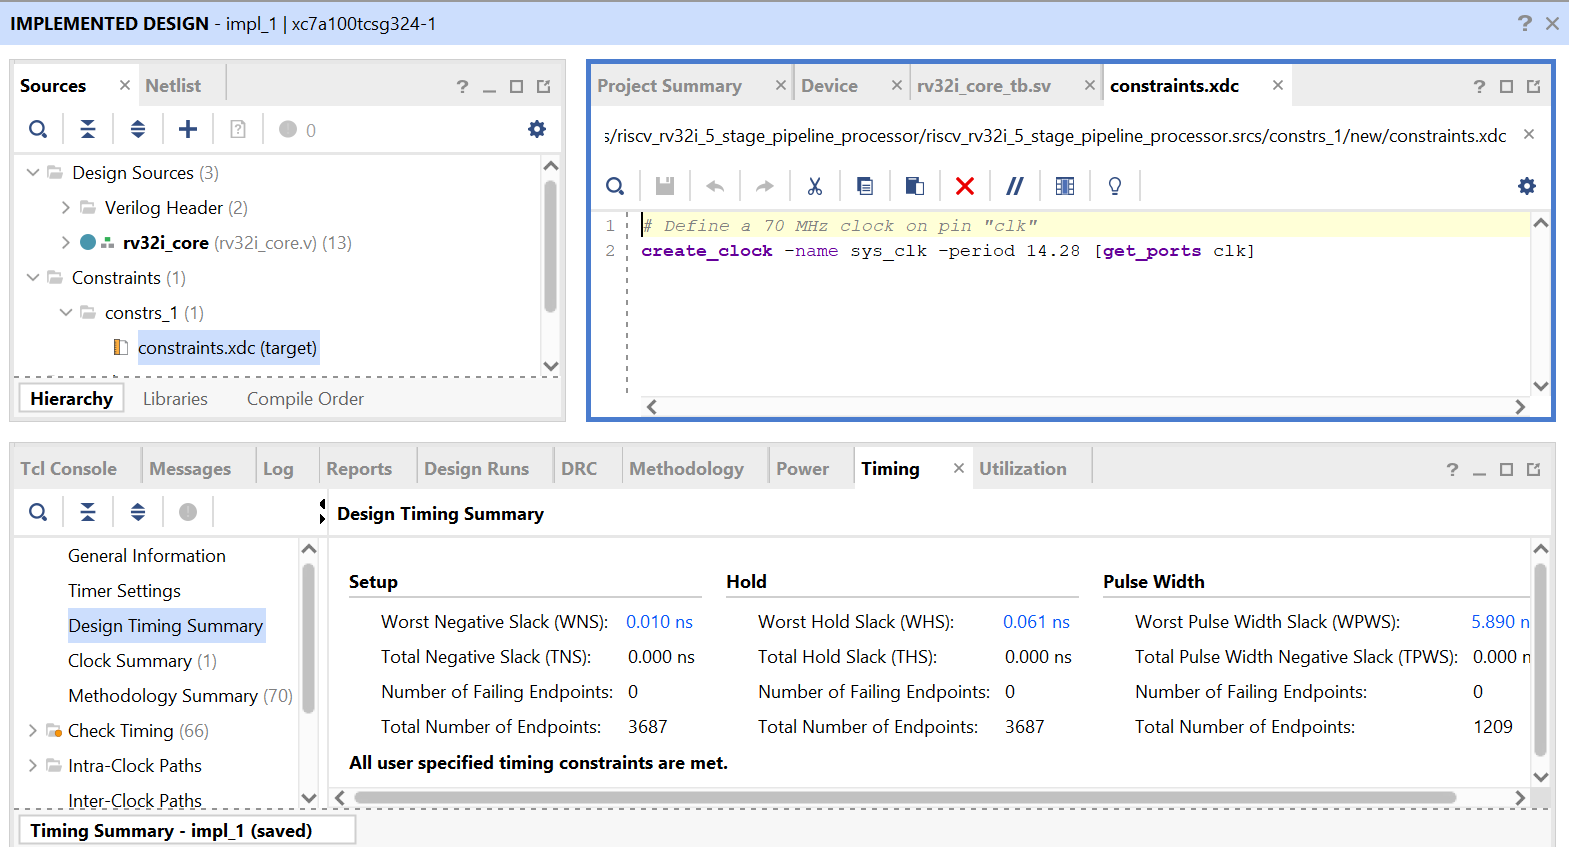 IMPLEMENTED DESIGN - impl_1 | xc7a100tcsg324-1
Sources
Netlist
0
Design Sources (3)
Verilog Header (2)
rv32i_core (rv32i_core.v) (13)
Constraints (1)
constrs_1 (1)
constraints.xdc (target)
Hierarchy
Libraries
Compile Order
Project Summary
Device
rv32i_core_tb.sv
constraints.xdc
s/riscv_rv32i_5_stage_pipeline_processor/riscv_rv32i_5_stage_pipeline_processor.srcs/constrs_1/new/constraints.xdc
1 # Define a 70 MHz clock on pin "clk"
2 create_clock -name sys_clk -period 14.28 [get_ports clk]
Tcl Console
Messages
Log
Reports
Design Runs
DRC
Methodology
Power
Timing
Utilization
General Information
Timer Settings
Design Timing Summary
Clock Summary (1)
Methodology Summary (70)
Check Timing (66)
Intra-Clock Paths
Inter-Clock Paths
Design Timing Summary
Setup
Worst Negative Slack (WNS): 0.010 ns
Total Negative Slack (TNS): 0.000 ns
Number of Failing Endpoints: 0
Total Number of Endpoints: 3687
Hold
Worst Hold Slack (WHS): 0.061 ns
Total Hold Slack (THS): 0.000 ns
Number of Failing Endpoints: 0
Total Number of Endpoints: 3687
Pulse Width
Worst Pulse Width Slack (WPWS): 5.890 n
Total Pulse Width Negative Slack (TPWS): 0.000 n
Number of Failing Endpoints: 0
Total Number of Endpoints: 1209
All user specified timing constraints are met.
Timing Summary - impl_1 (saved)